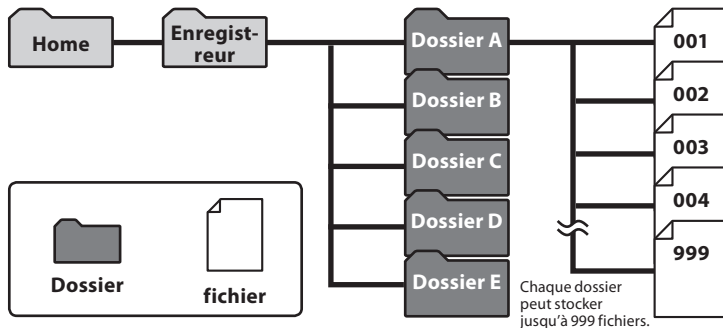 Home
Enregist-
reur
Dossier A
Dossier B
Dossier C
Dossier D
Dossier E
001
002
003
004
999
Chaque dossier
peut stocker
jusqu'à 999 fichiers.
Dossier
fichier